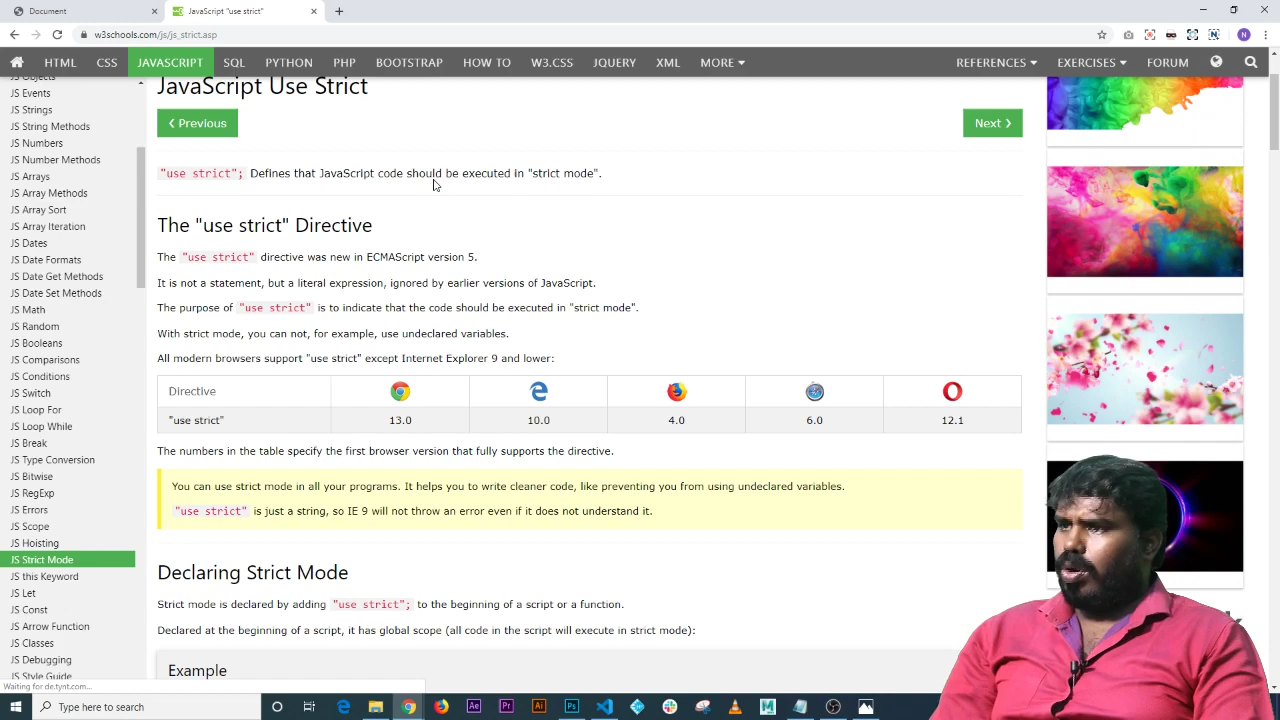 Document
JavaScript "use strict"
w3schools.com/js/js_strict.asp
N
HTML CSS JAVASCRIPT SQL PYTHON PHP BOOTSTRAP HOW TO W3.CSS JQUERY XML MORE REFERENCES EXERCISES FORUM
JS Objects
JS Events
JS Strings
JS String Methods
JS Numbers
JS Number Methods
JS Arrays
JS Array Methods
JS Array Sort
JS Array Iteration
JS Dates
JS Date Formats
JS Date Get Methods
JS Date Set Methods
JS Math
JS Random
JS Booleans
JS Comparisons
JS Conditions
JS Switch
JS Loop For
JS Loop While
JS Break
JS Type Conversion
JS Bitwise
JS RegExp
JS Errors
JS Scope
JS Hoisting
JS Strict Mode
JS this Keyword
JS Let
JS Const
JS Arrow Function
JS Classes
JS Debugging
JS Style Guide
JavaScript Use Strict
❮ Previous
Next ❯
"use strict"; Defines that JavaScript code should be executed in "strict mode".
The "use strict" Directive
The "use strict" directive was new in ECMAScript version 5.
It is not a statement, but a literal expression, ignored by earlier versions of JavaScript.
The purpose of "use strict" is to indicate that the code should be executed in "strict mode".
With strict mode, you can not, for example, use undeclared variables.
All modern browsers support "use strict" except Internet Explorer 9 and lower:
Directive
"use strict" 13.0 10.0 4.0 6.0 12.1
The numbers in the table specify the first browser version that fully supports the directive.
You can use strict mode in all your programs. It helps you to write cleaner code, like preventing you from using undeclared variables.
"use strict" is just a string, so IE 9 will not throw an error even if it does not understand it.
Declaring Strict Mode
Strict mode is declared by adding "use strict"; to the beginning of a script or a function.
Declared at the beginning of a script, it has global scope (all code in the script will execute in strict mode):
Example
Waiting for de.tynt.com...
Type here to search
Ae Pr Ai Ps